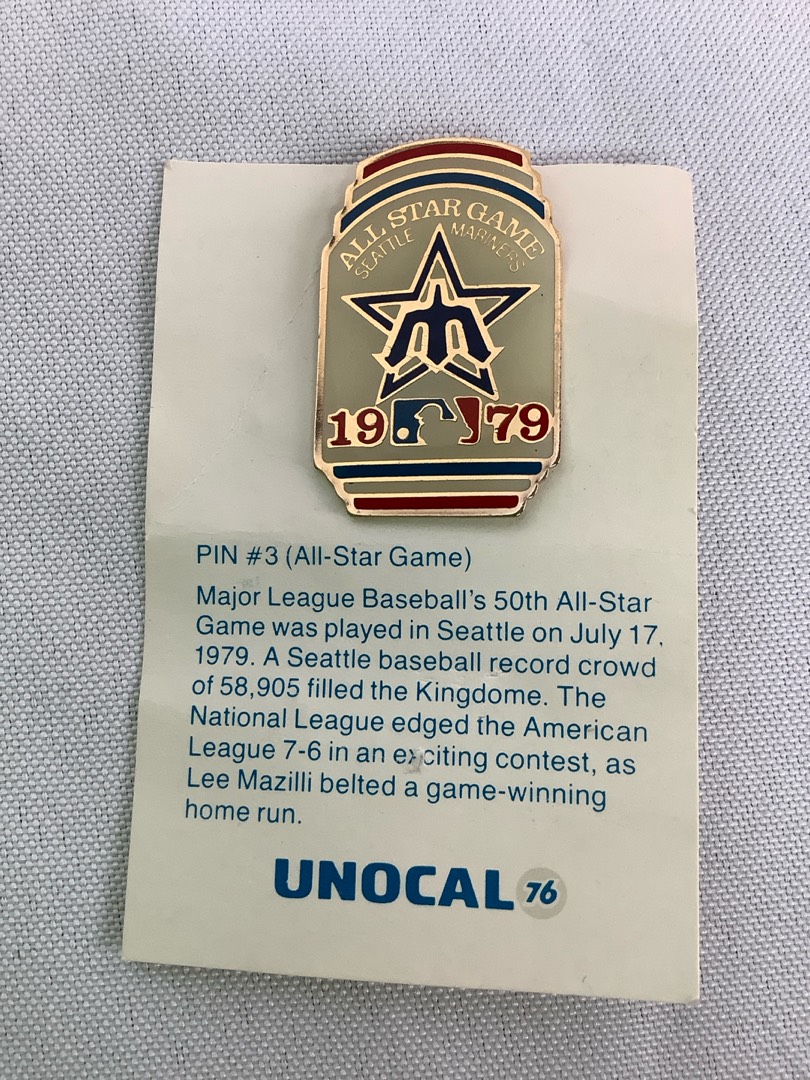 ALL STAR GAME
SEATTLE MARINERS
1979
PIN #3 (All-Star Game)
Major League Baseball's 50th All-Star
Game was played in Seattle on July 17,
1979. A Seattle baseball record crowd
of 58,905 filled the Kingdome. The
National League edged the American
League 7-6 in an exciting contest, as
Lee Mazilli belted a game-winning
home run.
UNOCAL 76